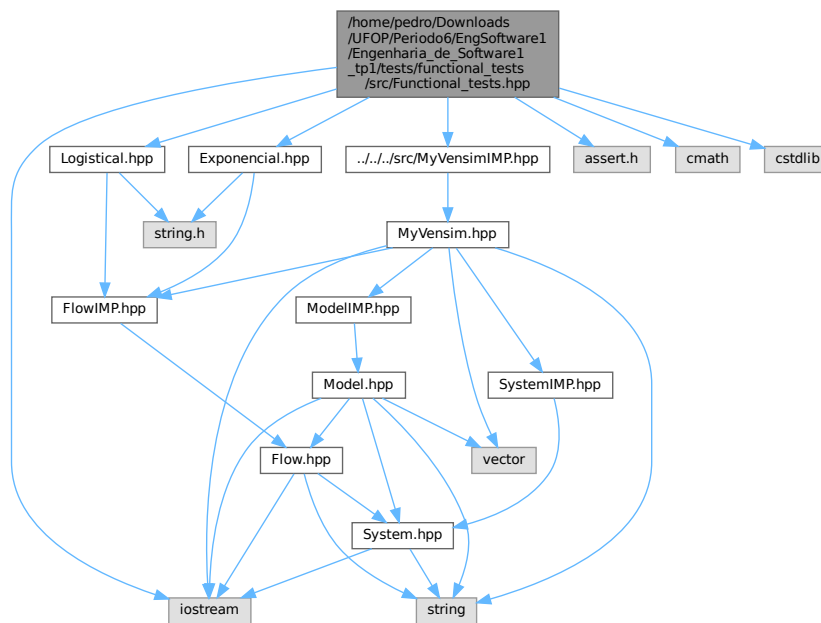 /home/pedro/Downloads
/UFOP/Periodo6/EngSoftware1
/Engenharia_de_Software1
_tp1/tests/functional_tests
/src/Functional_tests.hpp
Logistical.hpp
Exponencial.hpp
../../../src/MyVensimIMP.hpp
assert.h
cmath
cstdlib
string.h
MyVensim.hpp
FlowIMP.hpp
ModelIMP.hpp
Model.hpp
SystemIMP.hpp
Flow.hpp
vector
System.hpp
iostream
string